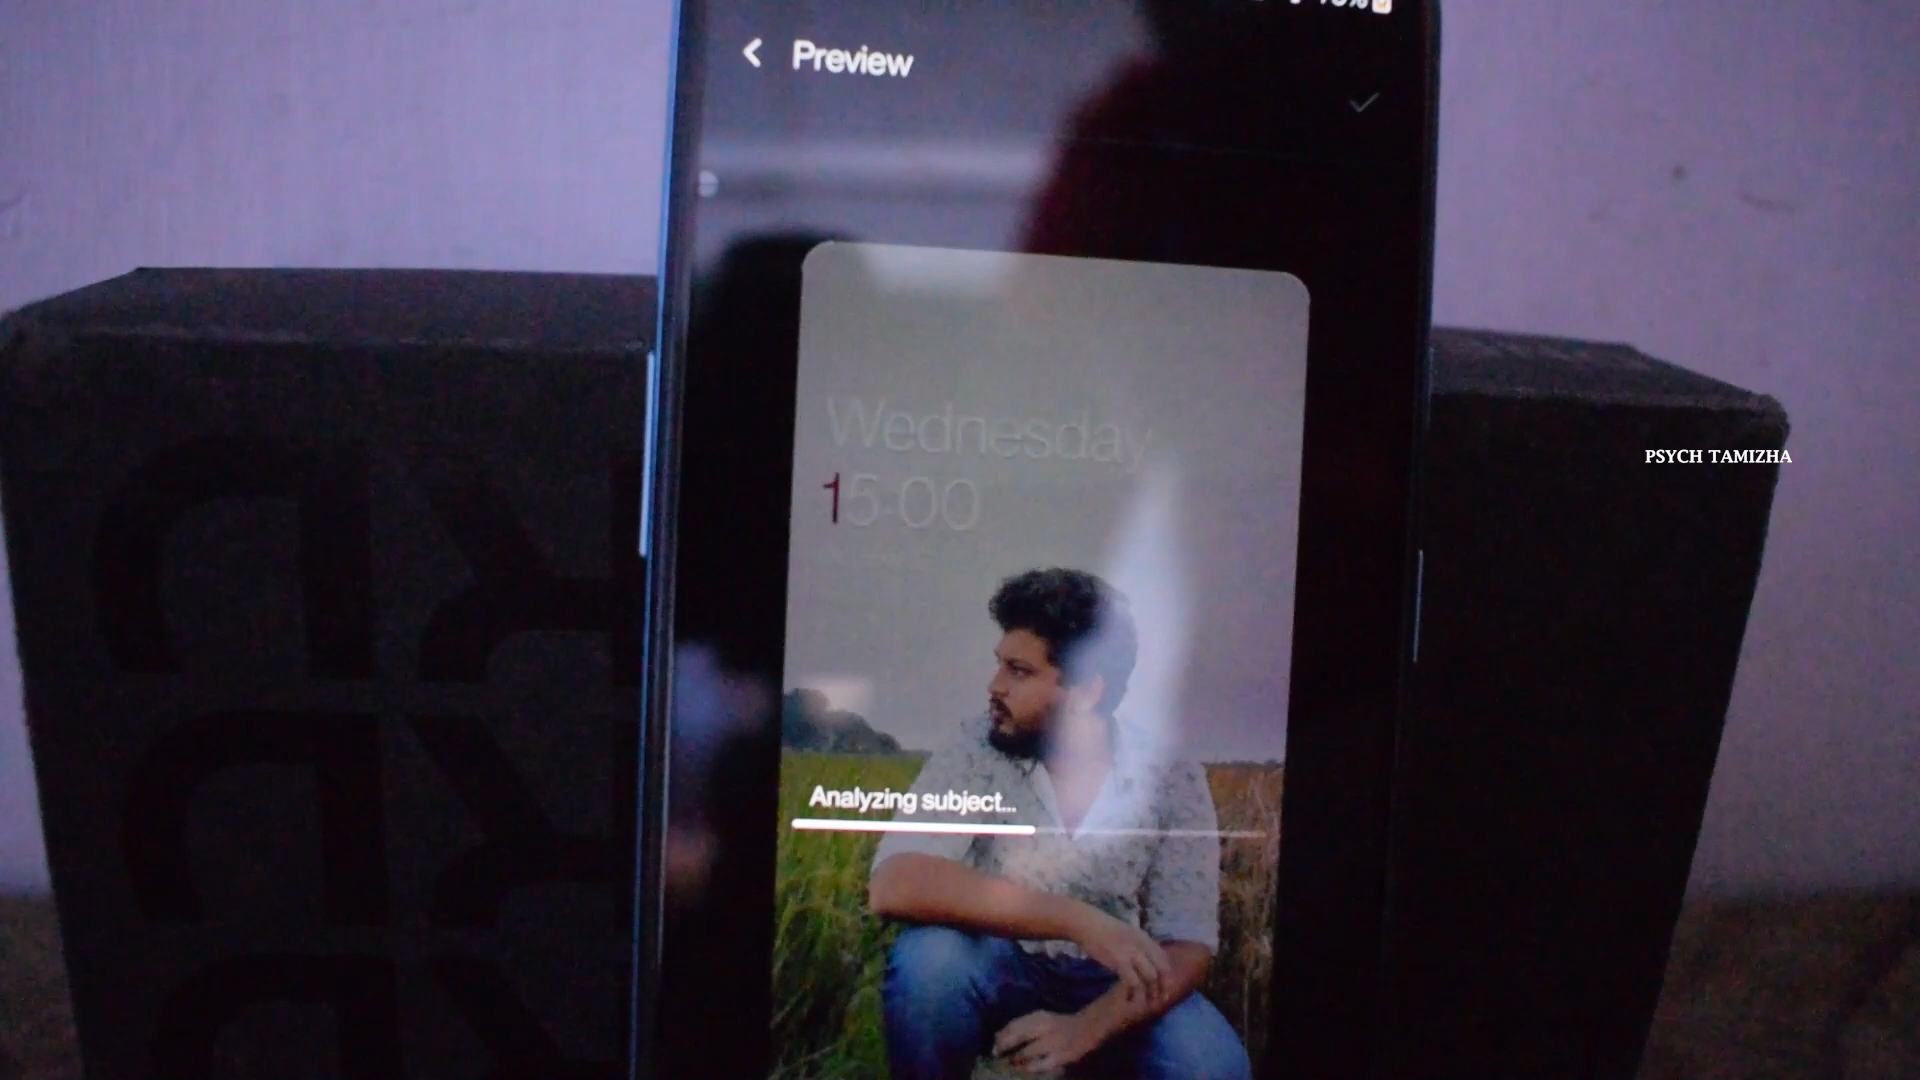 Preview
Wednesday
15:00
PSYCH TAMIZHA
Analyzing subject...